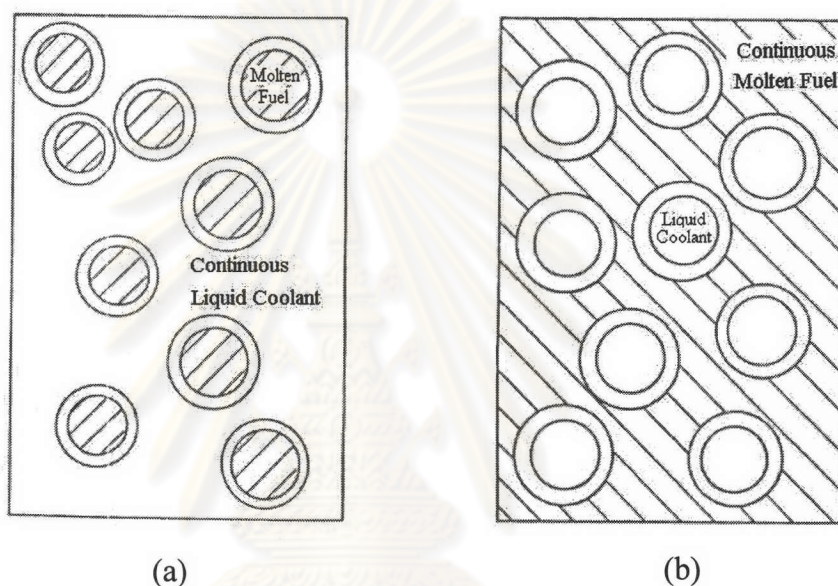 Molten
Fuel
Continuous
Liquid Coolant
(a)
Continuous
Molten Fuel
Liquid
Coolant
(b)